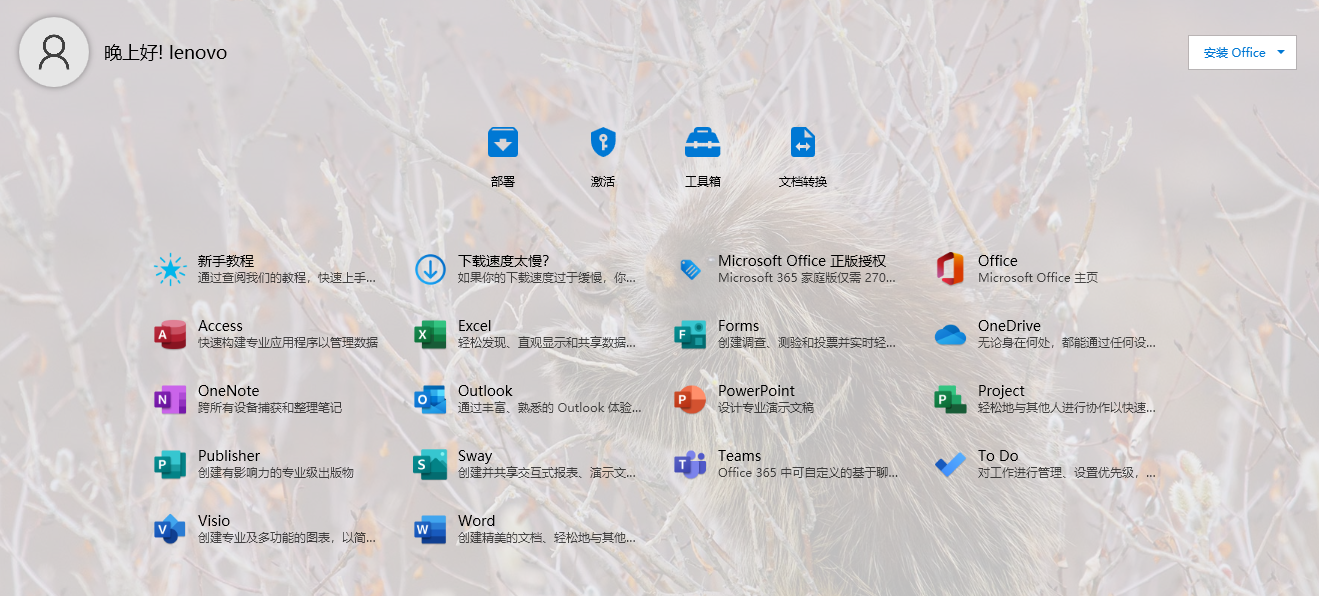 晚上好! lenovo
安装 Office
部署
激活
工具箱
文档转换
新手教程
通过查阅我们的教程，快速上手...
下载速度太慢?
如果你的下载速度过于缓慢，你...
Microsoft Office 正版授权
Microsoft 365 家庭版仅需 270...
Office
Microsoft Office 主页
Access
快速构建专业应用程序以管理数据
Excel
轻松发现、直观显示和共享数据...
Forms
创建调查、测验和投票并实时轻...
OneDrive
无论身在何处，都能通过任何设...
OneNote
跨所有设备捕获和整理笔记
Outlook
通过丰富、熟悉的 Outlook 体验...
PowerPoint
设计专业演示文稿
Project
轻松地与其他人进行协作以快速...
Publisher
创建有影响力的专业级出版物
Sway
创建并共享交互式报表、演示文...
Teams
Office 365 中可自定义的基于聊...
To Do
对工作进行管理、设置优先级，...
Visio
创建专业及多功能的图表，以简...
Word
创建精美的文档、轻松地与其他...